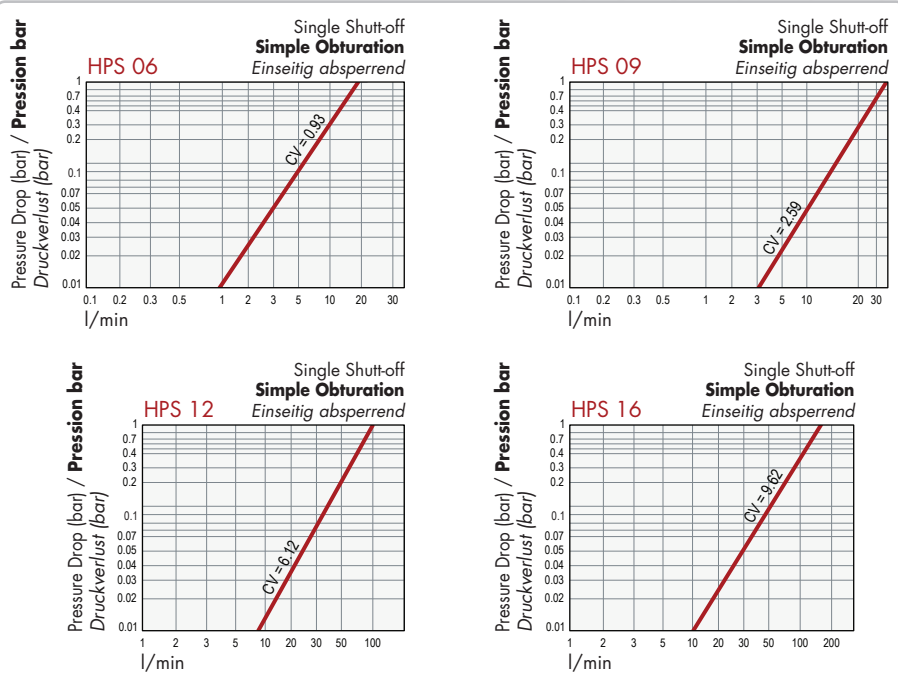 Single Shutt-off
Simple Obturation
Einseitig absperrend
HPS 06
Pressure Drop (bar) / Pression bar
Druckverlust (bar)
1
0.7
0.4
0.3
0.2
0.1
0.07
0.05
0.04
0.03
0.02
0.01
CV = 0.93
0.1 0.2 0.3 0.5 1 2 3 5 10 20 30
l/min
Single Shutt-off
Simple Obturation
Einseitig absperrend
HPS 09
Pressure Drop (bar) / Pression bar
Druckverlust (bar)
1
0.7
0.4
0.3
0.2
0.1
0.07
0.05
0.04
0.03
0.02
0.01
CV = 2.59
0.1 0.2 0.3 0.5 1 2 3 5 10 20 30
l/min
Single Shutt-off
Simple Obturation
Einseitig absperrend
HPS 12
Pressure Drop (bar) / Pression bar
Druckverlust (bar)
1
0.7
0.4
0.3
0.2
0.1
0.07
0.05
0.04
0.03
0.02
0.01
CV = 6.12
1 2 3 5 10 20 30 50 100
l/min
Single Shutt-off
Simple Obturation
Einseitig absperrend
HPS 16
Pressure Drop (bar) / Pression bar
Druckverlust (bar)
1
0.7
0.4
0.3
0.2
0.1
0.07
0.05
0.04
0.03
0.02
0.01
CV = 9.62
1 2 3 5 10 20 30 50 100 200
l/min